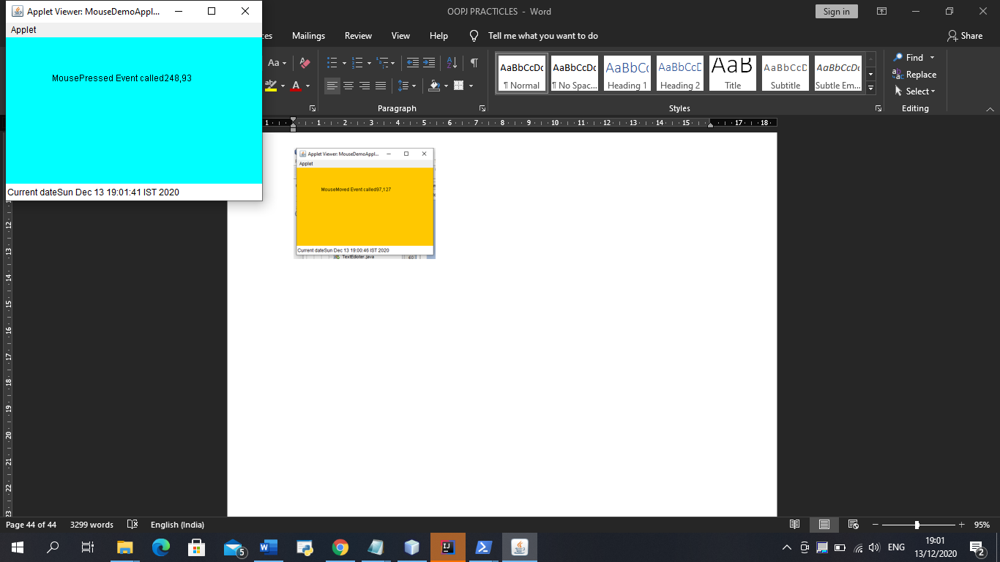 Applet Viewer: MouseDemoAppl...
Applet
MousePressed Event called248,93
Current dateSun Dec 13 19:01:41 IST 2020
OOPJ PRACTICLES - Word
Sign in
ces Mailings Review View Help Tell me what you want to do
Share
Aa
A
Paragraph
AaBbCcDc
¶ Normal
AaBbCcDc
¶ No Spac...
AaBbCc
Heading 1
AaBbCcD
Heading 2
AaB
Title
AaBbCcD
Subtitle
AaBbCcDc
Subtle Em...
Styles
Find
Replace
Select
Editing
1 1 2 3 4 5 6 7 8 9 10 11 12 13 14 15 17 18
12
13
14
15
16
17
18
19
20
21
22
23
Applet Viewer: MouseDemoAppl...
Applet
MouseMoved Event called97,127
Current dateSun Dec 13 19:00:46 IST 2020
TextEdioter.java
Page 44 of 44 3299 words English (India)
95%
5
IJ
ENG
19:01
13/12/2020
2